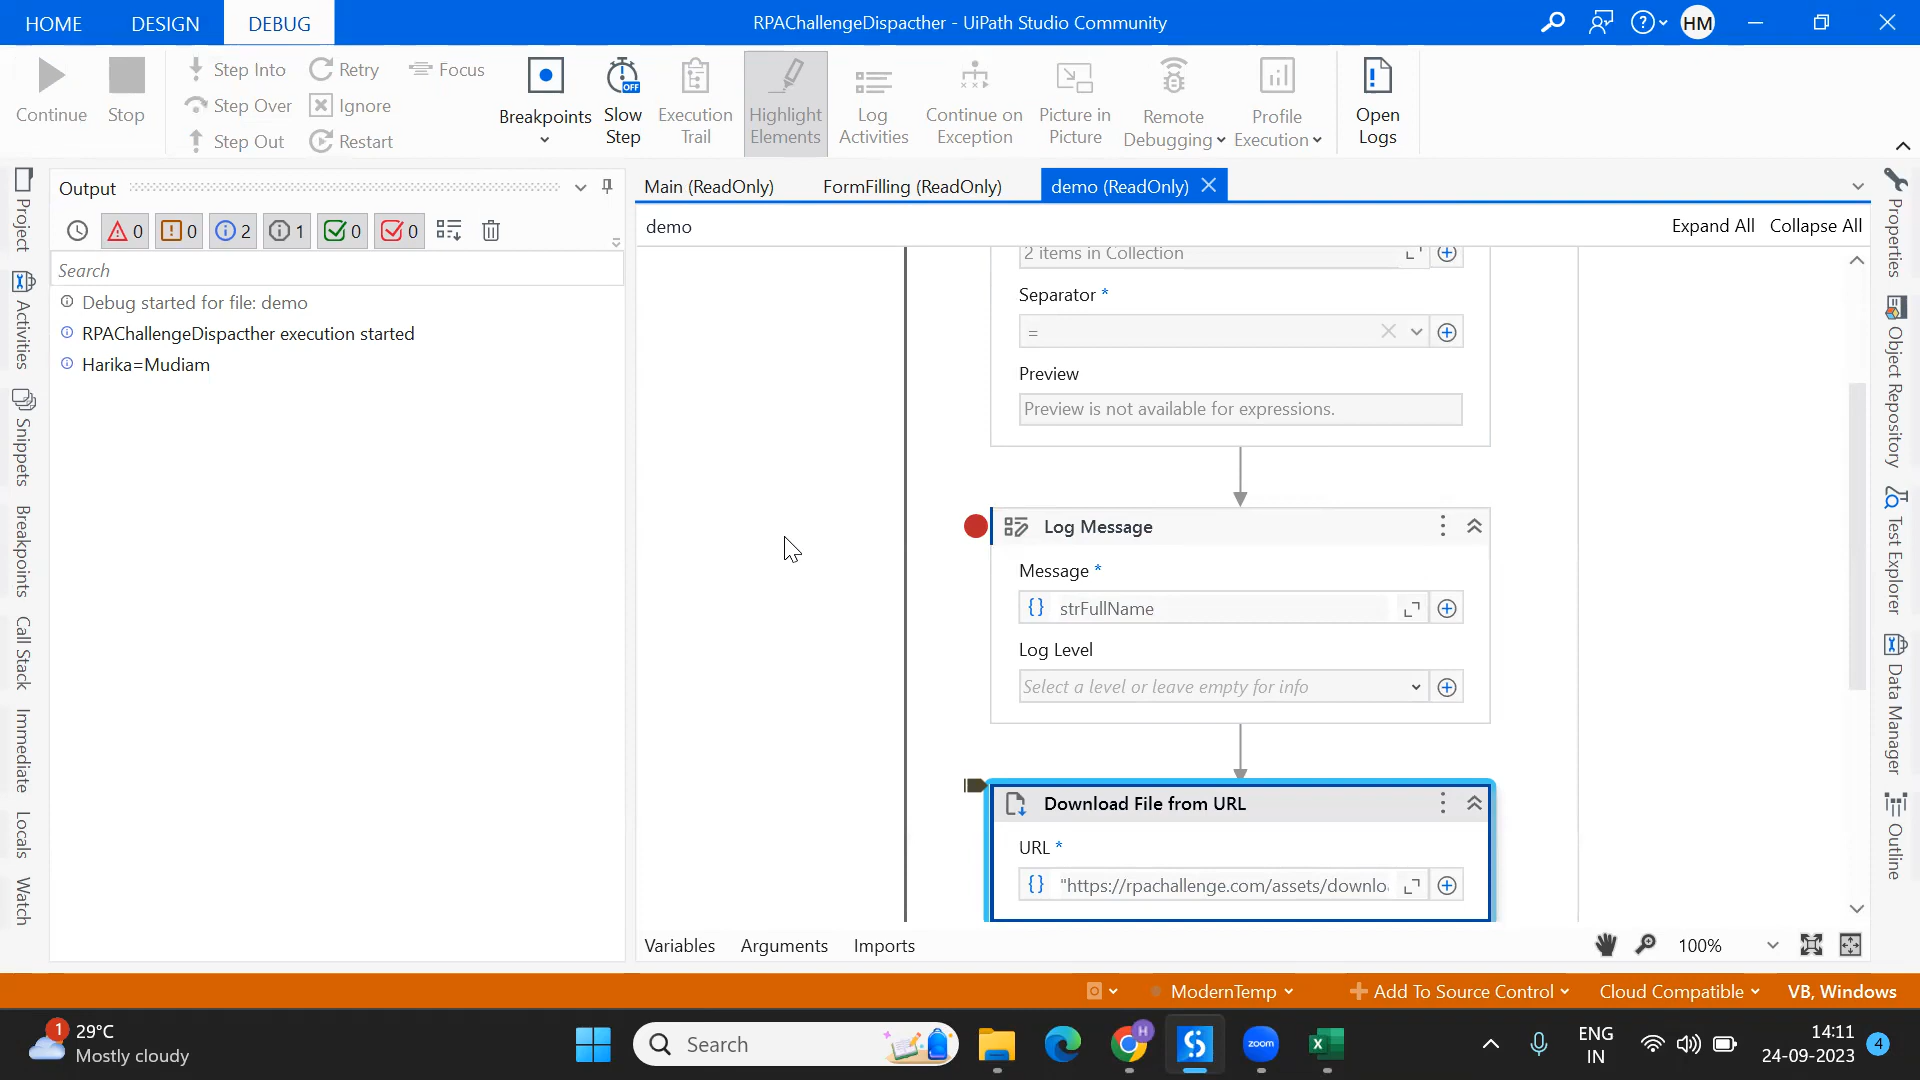 HOME DESIGN DEBUG
RPAChallengeDispacther - UiPath Studio Community
HM
Continue
Stop
Step Into
Step Over
Step Out
Retry
Ignore
Restart
Focus
Breakpoints
OFF
Slow
Step
Execution
Trail
Highlight
Elements
Log
Activities
Continue on
Exception
Picture in
Picture
Remote
Debugging
Profile
Execution
Open
Logs
Project
Activities
Snippets
Breakpoints
Call Stack
Immediate
Locals
Watch
Output
0 0 2 1 0 0
Search
Debug started for file: demo
RPAChallengeDispacther execution started
Harika=Mudiam
Main (ReadOnly) FormFilling (ReadOnly) demo (ReadOnly)
demo
Expand All Collapse All
2 items in Collection
Separator *
=
Preview
Preview is not available for expressions.
Log Message
Message *
{} strFullName
Log Level
Select a level or leave empty for info
Download File from URL
URL *
{} "https://rpachallenge.com/assets/downlo
Variables Arguments Imports
100%
Properties
Object Repository
Test Explorer
Data Manager
Outline
ModernTemp
Add To Source Control
Cloud Compatible
VB, Windows
1
29°C
Mostly cloudy
Search
H
zoom
ENG
IN
14:11
24-09-2023
4